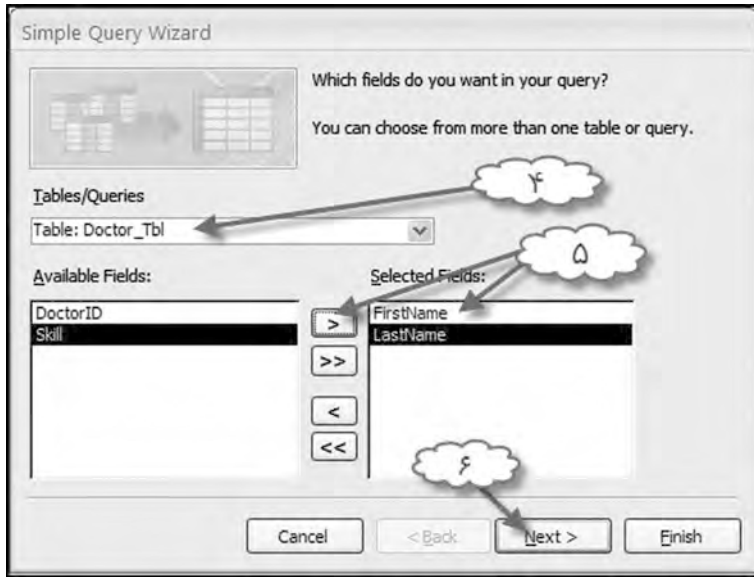 Simple Query Wizard
Which fields do you want in your query?
You can choose from more than one table or query.
۴
Tables/Queries
Table: Doctor_Tbl
۵
Available Fields:
Selected Fields:
DoctorID
Skill
>
>>
<
<<
FirstName
LastName
۶
Cancel
< Back
Next >
Finish